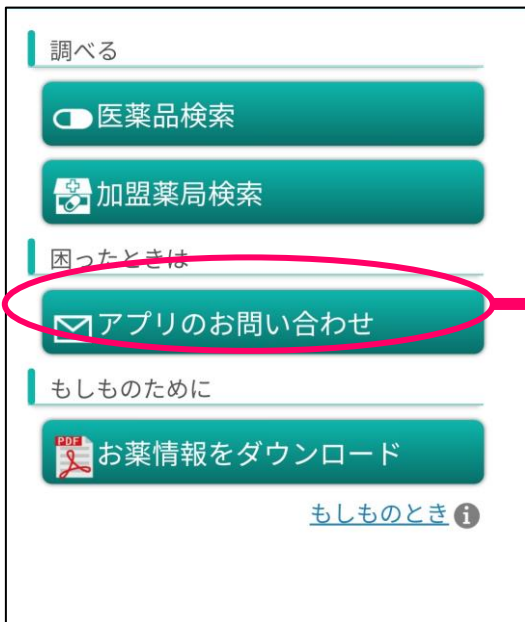 調べる
医薬品検索
加盟薬局検索
困ったときは
アプリのお問い合わせ
もしものために
PDF
お薬情報をダウンロード
もしものとき i